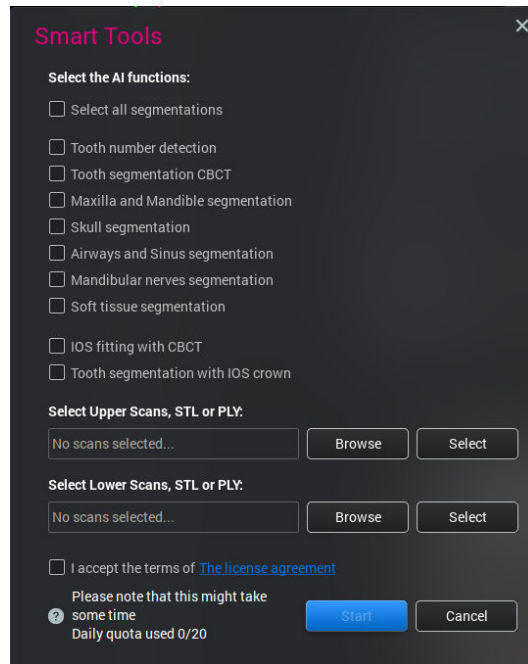 Smart Tools
Select the AI functions:
Select all segmentations
Tooth number detection
Tooth segmentation CBCT
Maxilla and Mandible segmentation
Skull segmentation
Airways and Sinus segmentation
Mandibular nerves segmentation
Soft tissue segmentation
IOS fitting with CBCT
Tooth segmentation with IOS crown
Select Upper Scans, STL or PLY:
No scans selected... Browse Select
Select Lower Scans, STL or PLY:
No scans selected... Browse Select
I accept the terms of The license agreement
Please note that this might take
some time
Daily quota used 0/20
Start Cancel